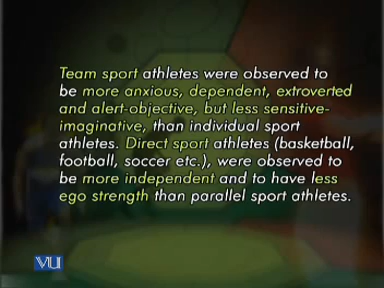 Team sport athletes were observed to
be more anxious, dependent, extroverted
and alert-objective, but less sensitive-
imaginative, than individual sport
athletes. Direct sport athletes (basketball,
football, soccer etc.), were observed to
be more independent and to have less
ego strength than parallel sport athletes.
VU